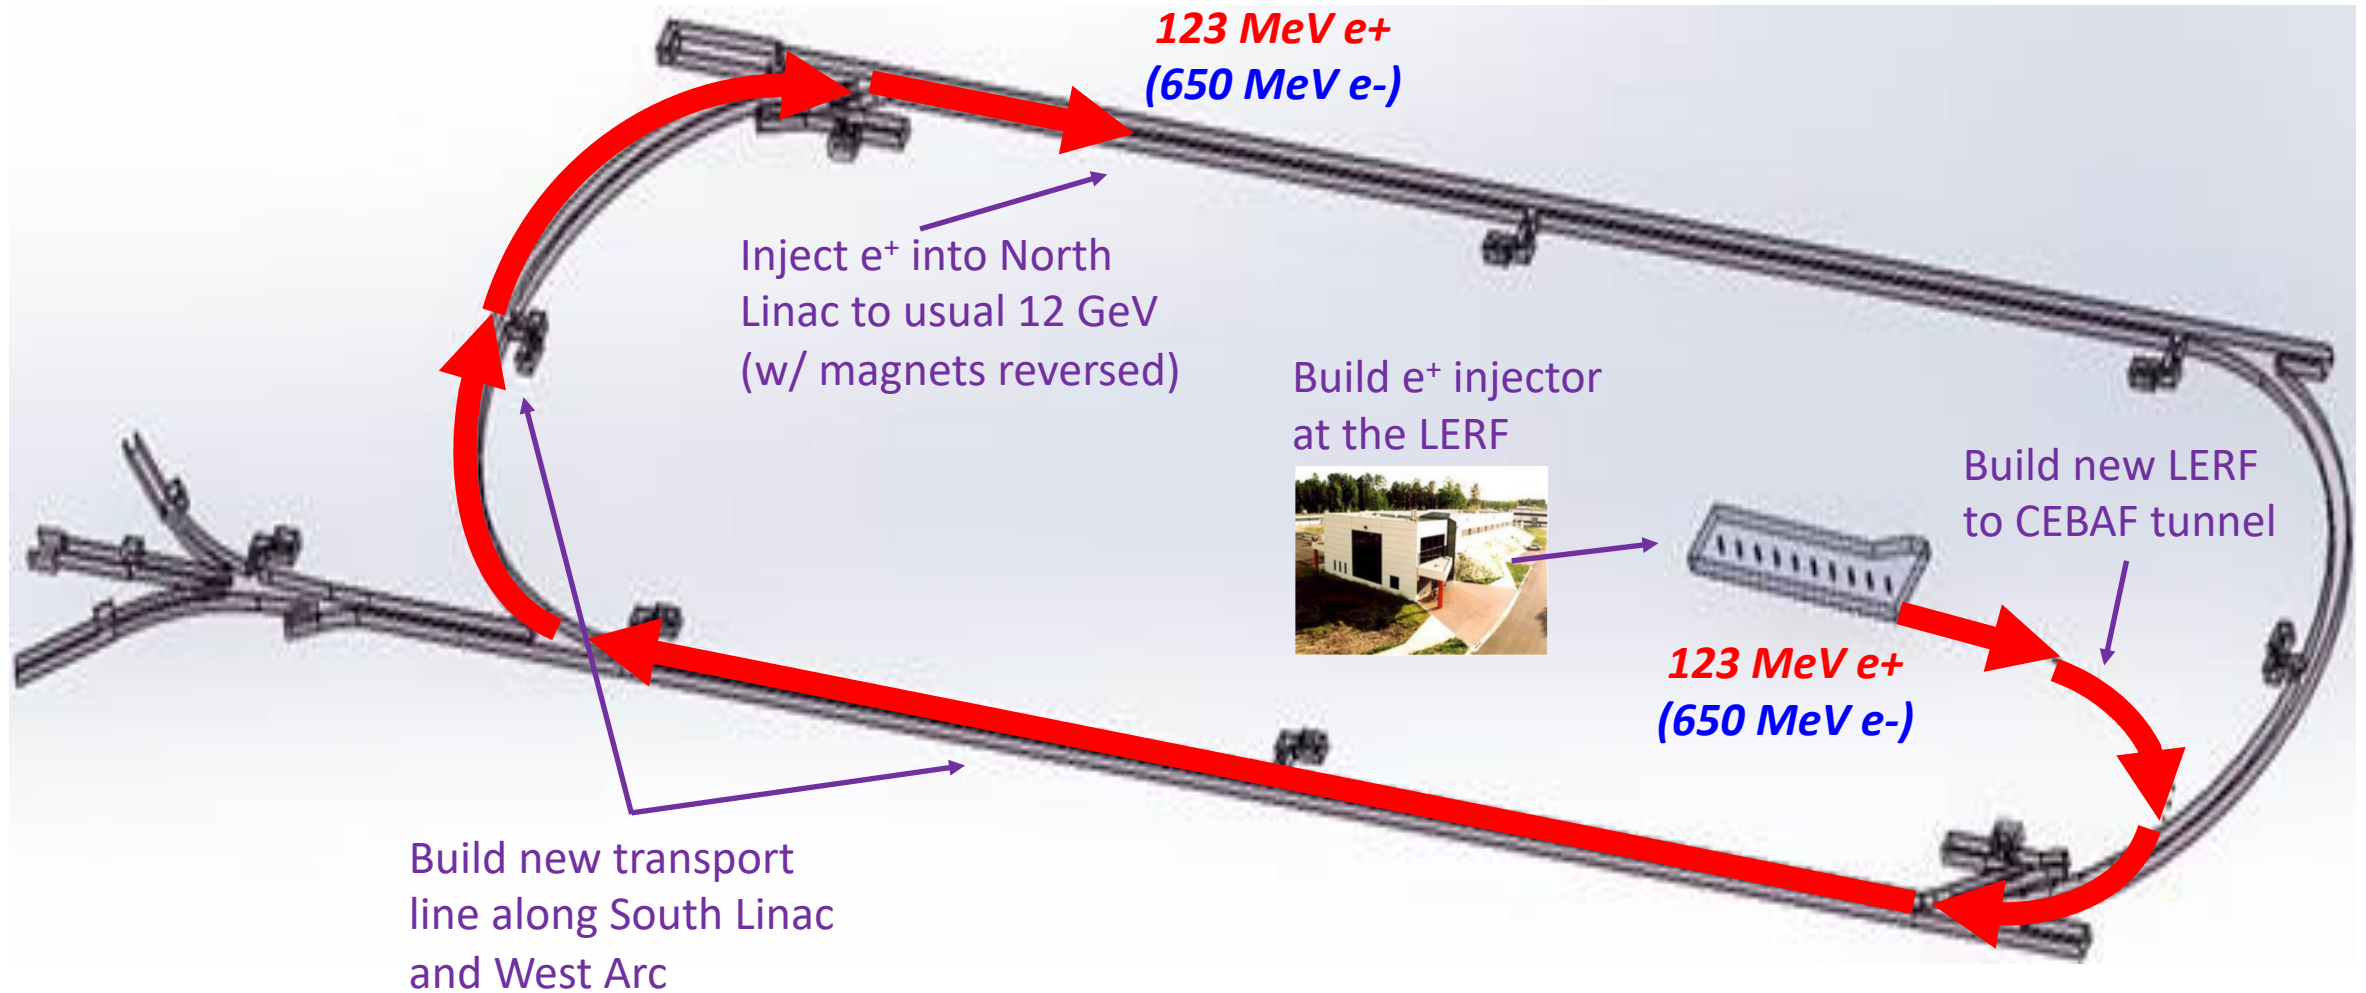 123 MeV e+
(650 MeV e-)
Inject e⁺ into North
Linac to usual 12 GeV
(w/ magnets reversed)
Build e⁺ injector
at the LERF
Build new LERF
to CEBAF tunnel
123 MeV e+
(650 MeV e-)
Build new transport
line along South Linac
and West Arc